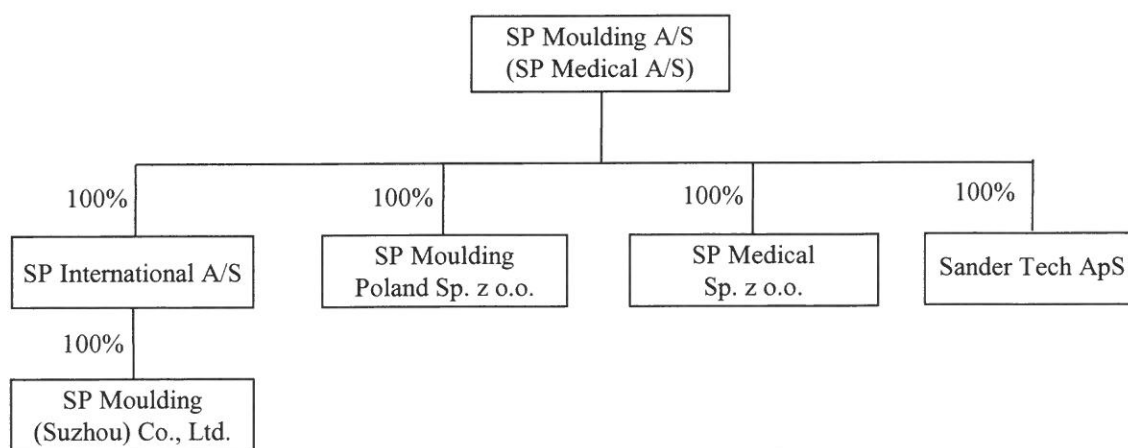 SP Moulding A/S
(SP Medical A/S)
100%
100%
100%
100%
SP International A/S
SP Moulding
Poland Sp. z o.o.
SP Medical
Sp. z o.o.
Sander Tech ApS
100%
SP Moulding
(Suzhou) Co., Ltd.